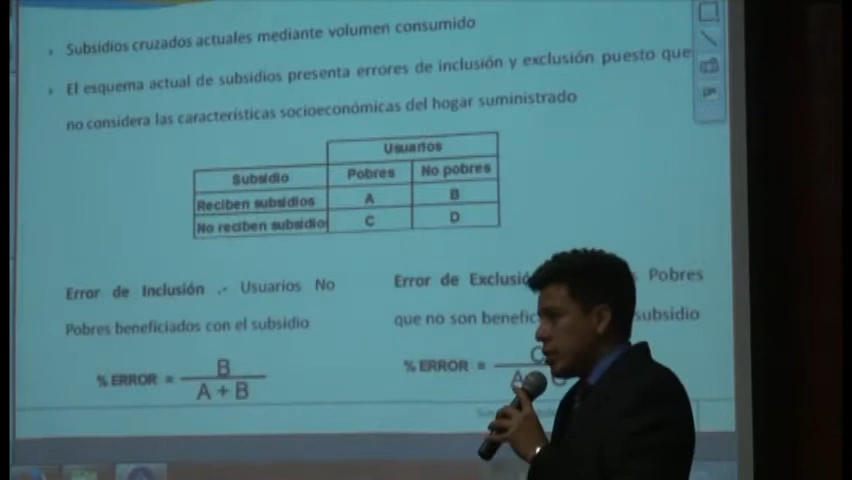 Subsidios cruzados actuales mediante volumen consumido
El esquema actual de subsidios presenta errores de inclusión y exclusión puesto que
no considera las características socioeconómicas del hogar suministrado
Usuarios
Subsidio Pobres No pobres
Reciben subsidios A B
No reciben subsidio C D
Error de Inclusión .- Usuarios No
Pobres beneficiados con el subsidio
% ERROR = B
A + B
Error de Pobres
que no son subsidio
% ERROR = C
A